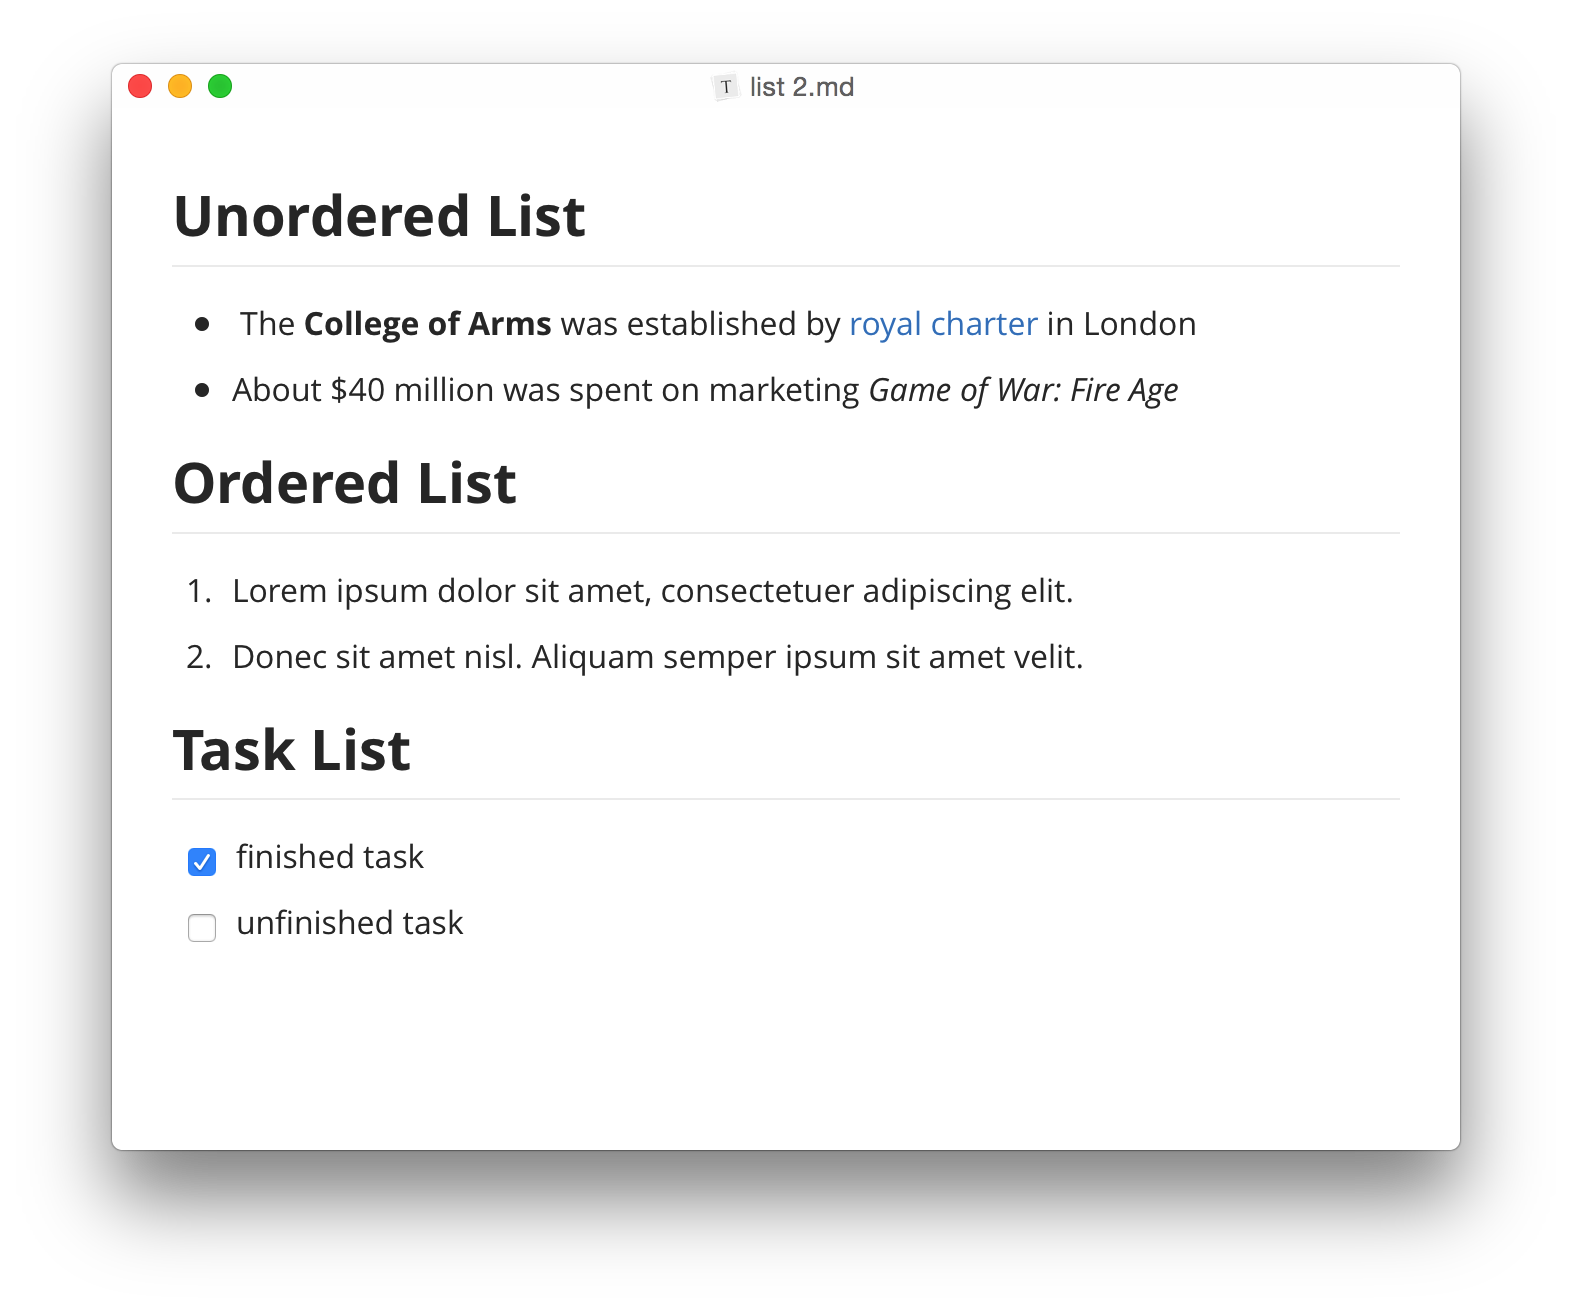 T list 2.md
Unordered List
• The College of Arms was established by royal charter in London
• About $40 million was spent on marketing Game of War: Fire Age
Ordered List
1. Lorem ipsum dolor sit amet, consectetuer adipiscing elit.
2. Donec sit amet nisl. Aliquam semper ipsum sit amet velit.
Task List
finished task
unfinished task